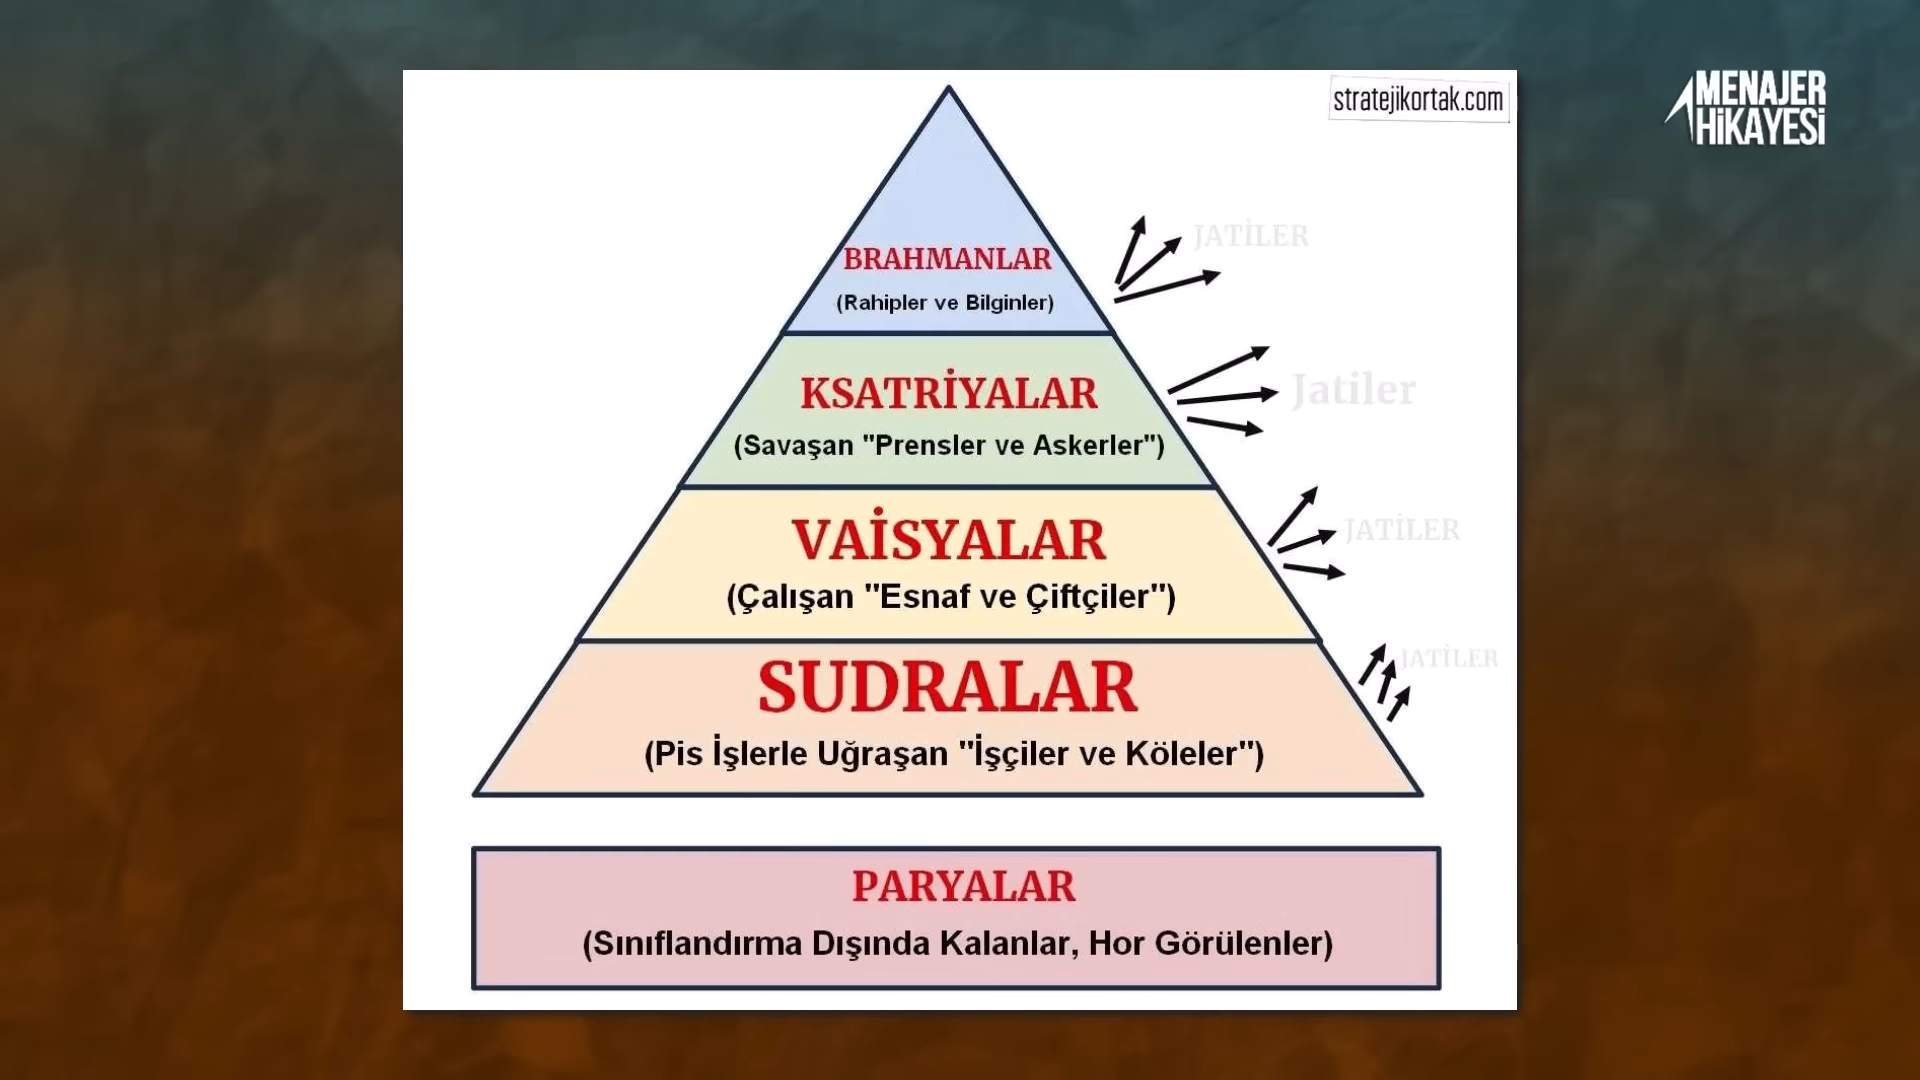 stratejikortak.com
MENAJER
HİKAYESİ
BRAHMANLAR
(Rahipler ve Bilginler)
JATİLER
KSATRİYALAR
(Savaşan "Prensler ve Askerler")
Jatiler
VAİSYALAR
(Çalışan "Esnaf ve Çiftçiler")
JATİLER
SUDRALAR
(Pis İşlerle Uğraşan "İşçiler ve Köleler")
JATİLER
PARYALAR
(Sınıflandırma Dışında Kalanlar, Hor Görülenler)